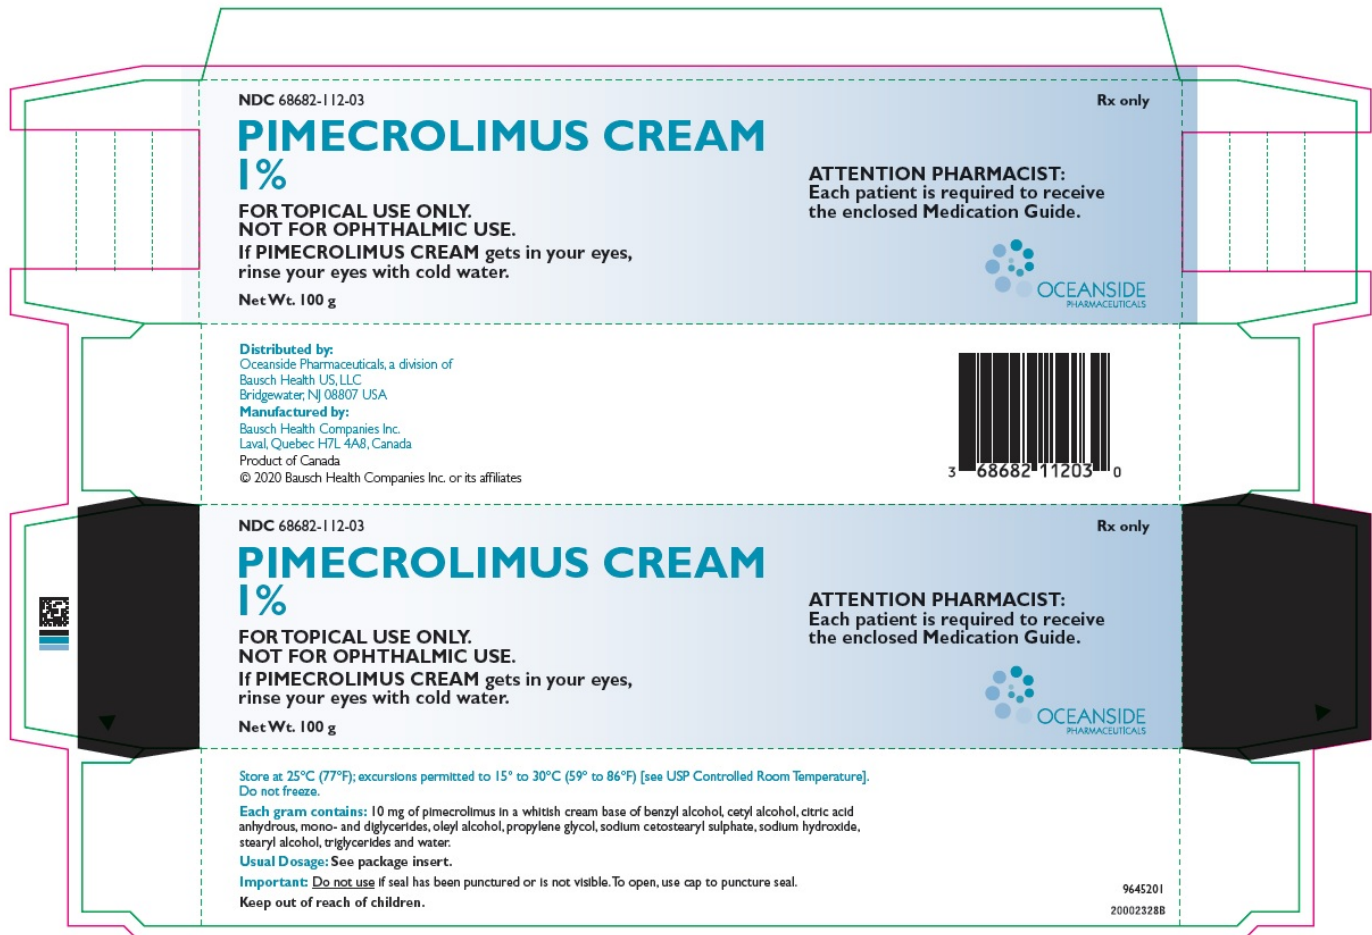 NDC 68682-112-03
Rx only
PIMECROLIMUS CREAM
1%
FOR TOPICAL USE ONLY.
NOT FOR OPHTHALMIC USE.
If PIMECROLIMUS CREAM gets in your eyes,
rinse your eyes with cold water.
Net Wt. 100 g
ATTENTION PHARMACIST:
Each patient is required to receive
the enclosed Medication Guide.
OCEANSIDE
PHARMACEUTICALS
Distributed by:
Oceanside Pharmaceuticals, a division of
Bausch Health US, LLC
Bridgewater, NJ 08807 USA
Manufactured by:
Bausch Health Companies Inc.
Laval, Quebec H7L 4A8, Canada
Product of Canada
© 2020 Bausch Health Companies Inc. or its affiliates
3 68682 11203 0
NDC 68682-112-03
Rx only
PIMECROLIMUS CREAM
1%
FOR TOPICAL USE ONLY.
NOT FOR OPHTHALMIC USE.
If PIMECROLIMUS CREAM gets in your eyes,
rinse your eyes with cold water.
Net Wt. 100 g
ATTENTION PHARMACIST:
Each patient is required to receive
the enclosed Medication Guide.
OCEANSIDE
PHARMACEUTICALS
Store at 25°C (77°F); excursions permitted to 15° to 30°C (59° to 86°F) [see USP Controlled Room Temperature].
Do not freeze.
Each gram contains: 10 mg of pimecrolimus in a whitish cream base of benzyl alcohol, cetyl alcohol, citric acid
anhydrous, mono- and diglycerides, oleyl alcohol, propylene glycol, sodium cetostearyl sulphate, sodium hydroxide,
stearyl alcohol, triglycerides and water.
Usual Dosage: See package insert.
Important: Do not use if seal has been punctured or is not visible. To open, use cap to puncture seal.
Keep out of reach of children.
9645201
20002328B